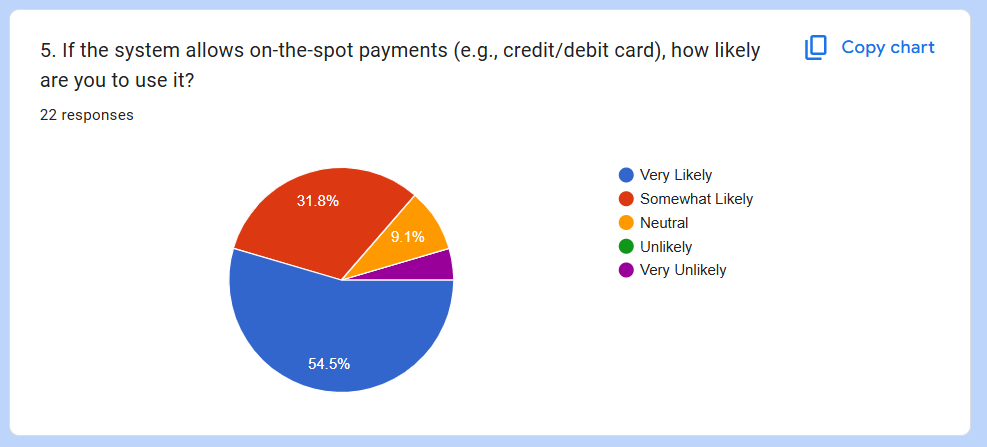 5. If the system allows on-the-spot payments (e.g., credit/debit card), how likely
are you to use it?
Copy chart
22 responses
31.8%
9.1%
54.5%
Very Likely
Somewhat Likely
Neutral
Unlikely
Very Unlikely